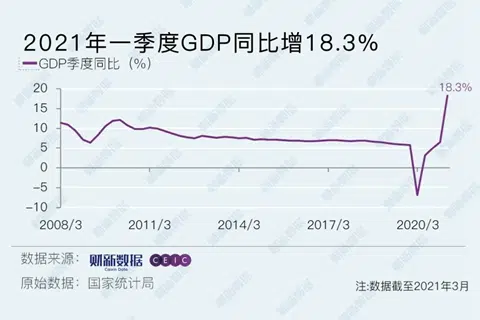 2021年一季度GDP同比增18.3%
GDP季度同比（%）
18.3%
20
15
10
5
0
-5
-10
2008/3 2011/3 2014/3 2017/3 2020/3
数据来源： 财新数据 CEIC
Caixin Data
原始数据：国家统计局
注:数据截至2021年3月